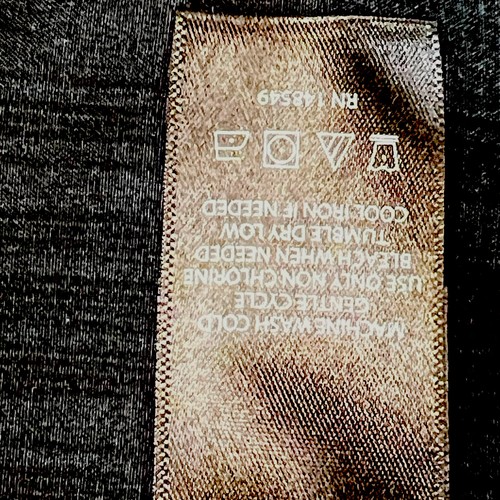 MACHINE WASH COLD
GENTLE CYCLE
USE ONLY NON CHLORINE
BLEACH WHEN NEEDED
TUMBLE DRY LOW
COOL IRON IF NEEDED
RN 148549